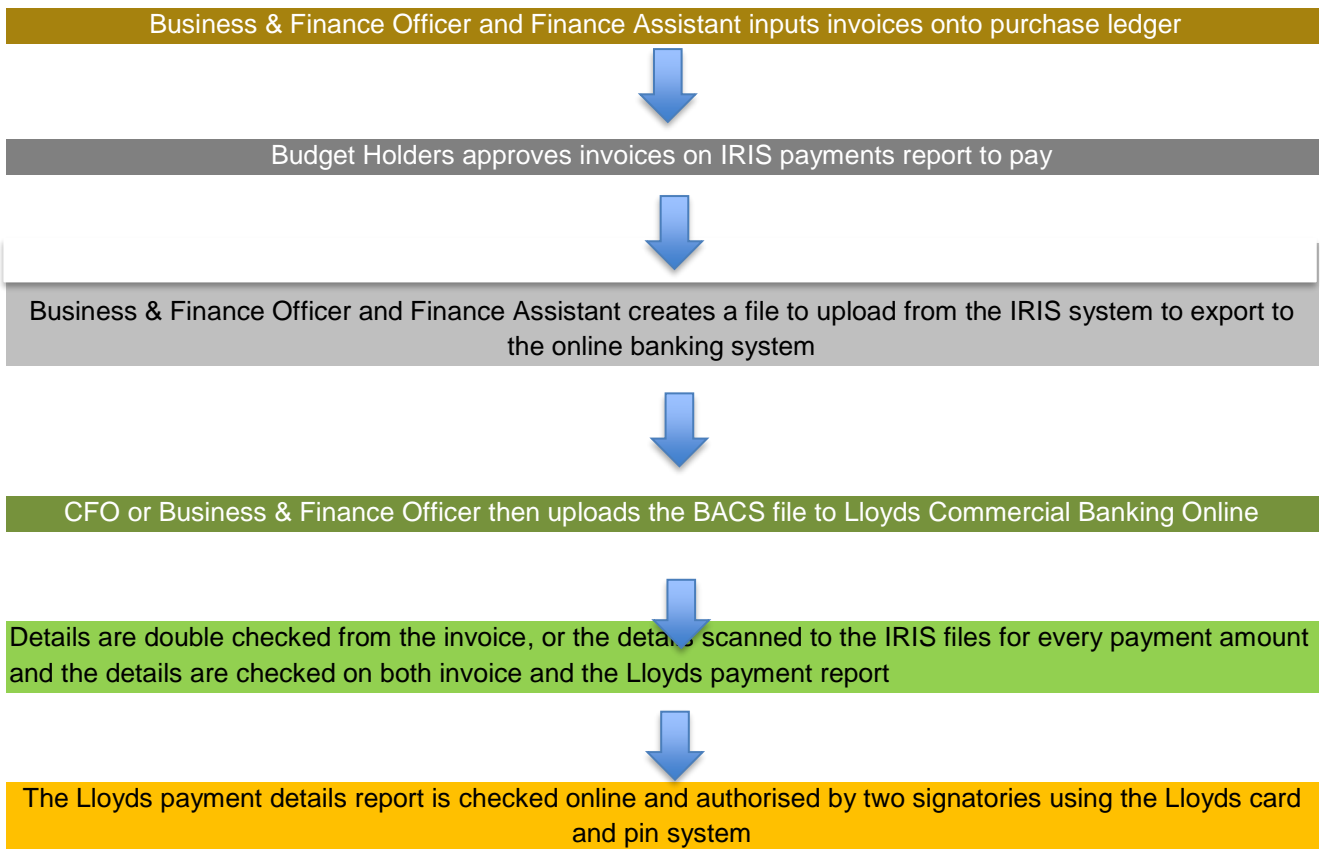 Business & Finance Officer and Finance Assistant inputs invoices onto purchase ledger
Budget Holders approves invoices on IRIS payments report to pay
Business & Finance Officer and Finance Assistant creates a file to upload from the IRIS system to export to
the online banking system
CFO or Business & Finance Officer then uploads the BACS file to Lloyds Commercial Banking Online
Details are double checked from the invoice, or the details scanned to the IRIS files for every payment amount
and the details are checked on both invoice and the Lloyds payment report
The Lloyds payment details report is checked online and authorised by two signatories using the Lloyds card
and pin system